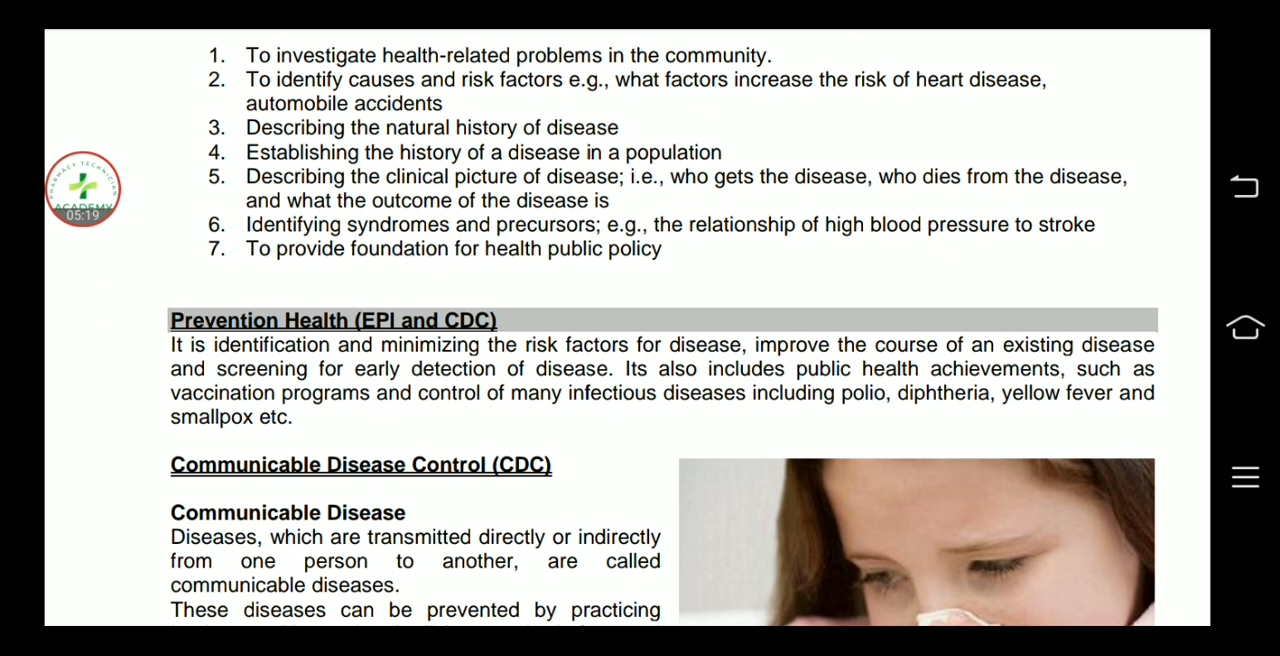 1. To investigate health-related problems in the community.
2. To identify causes and risk factors e.g., what factors increase the risk of heart disease,
automobile accidents
3. Describing the natural history of disease
4. Establishing the history of a disease in a population
5. Describing the clinical picture of disease; i.e., who gets the disease, who dies from the disease,
and what the outcome of the disease is
6. Identifying syndromes and precursors; e.g., the relationship of high blood pressure to stroke
7. To provide foundation for health public policy
PHARMACY TECHNICIAN
ACADEMY
05:19
Prevention Health (EPI and CDC)
It is identification and minimizing the risk factors for disease, improve the course of an existing disease
and screening for early detection of disease. Its also includes public health achievements, such as
vaccination programs and control of many infectious diseases including polio, diphtheria, yellow fever and
smallpox etc.
Communicable Disease Control (CDC)
Communicable Disease
Diseases, which are transmitted directly or indirectly
from one person to another, are called
communicable diseases.
These diseases can be prevented by practicing